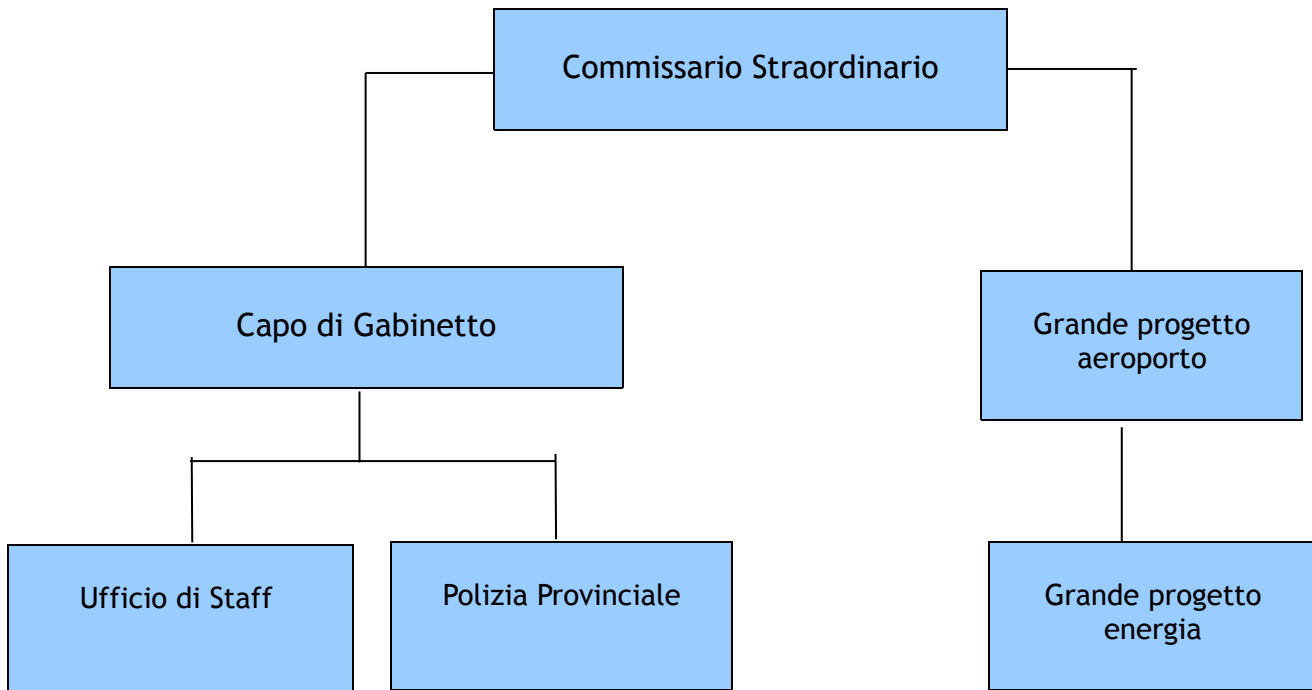 Commissario Straordinario
Capo di Gabinetto
Grande progetto
aeroporto
Ufficio di Staff
Polizia Provinciale
Grande progetto
energia